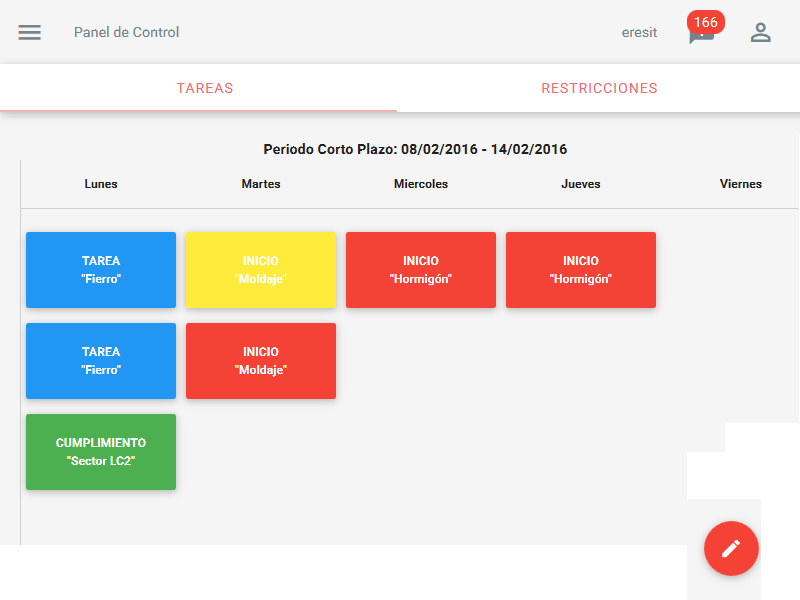 Panel de Control
eresit
166
TAREAS
RESTRICCIONES
Periodo Corto Plazo: 08/02/2016 - 14/02/2016
Lunes
Martes
Miercoles
Jueves
Viernes
TAREA
"Fierro"
INICIO
"Moldaje"
INICIO
"Hormigón"
INICIO
"Hormigón"
TAREA
"Fierro"
INICIO
"Moldaje"
CUMPLIMIENTO
"Sector LC2"